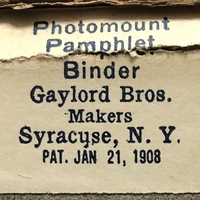 Photomount
Pamphlet
Binder
Gaylord Bros.
Makers
Syracuse, N. Y.
PAT. JAN 21, 1908